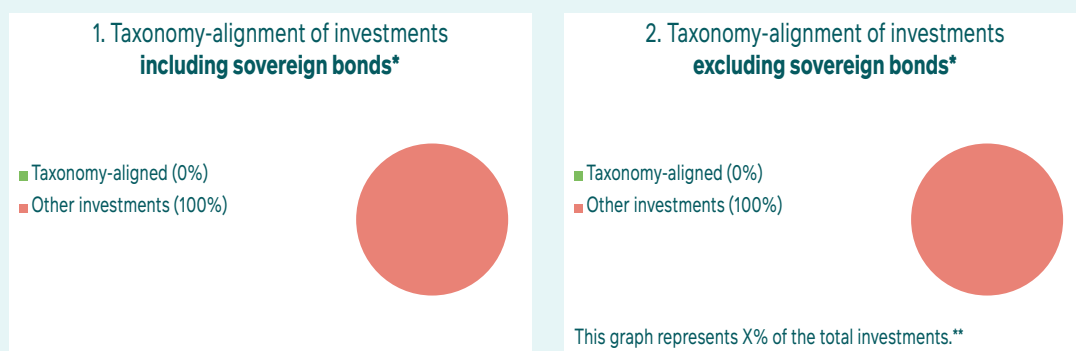 1. Taxonomy-alignment of investments
including sovereign bonds*
Taxonomy-aligned (0%)
Other investments (100%)
2. Taxonomy-alignment of investments
excluding sovereign bonds*
Taxonomy-aligned (0%)
Other investments (100%)
This graph represents X% of the total investments.**